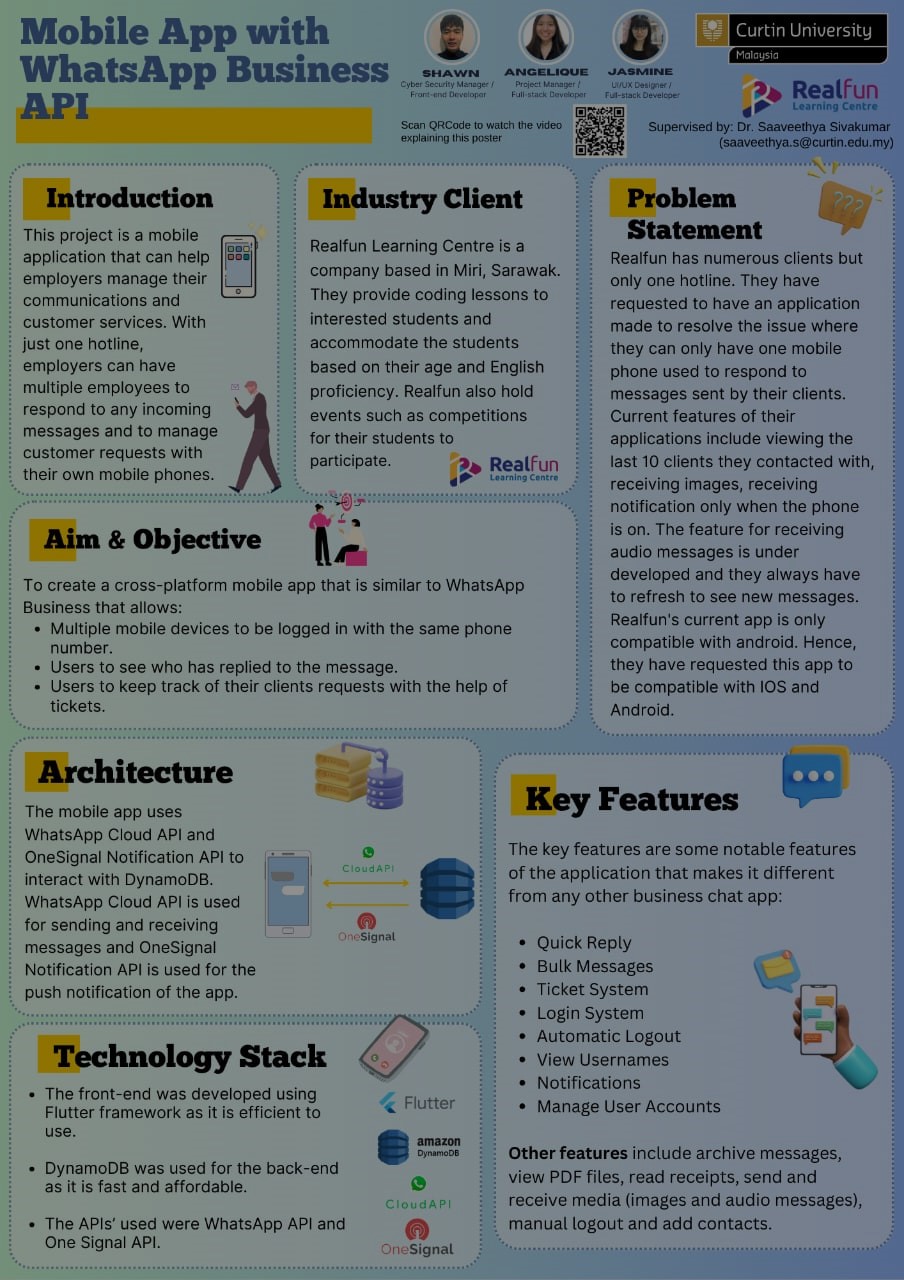 Mobile App with
WhatsApp Business
API
SHAWN
Cyber Security Manager /
Front-end Developer
ANGELIQUE
Project Manager /
Full-stack Developer
JASMINE
UI/UX Designer /
Full-stack Developer
Curtin University
Malaysia
RealFun
Learning Centre
Scan QRCode to watch the video
explaining this poster
Supervised by: Dr. Saaveethya Sivakumar
(saaveethya.s@curtin.edu.my)
Introduction
This project is a mobile
application that can help
employers manage their
communications and
customer services. With
just one hotline,
employers can have
multiple employees to
respond to any incoming
messages and to manage
customer requests with
their own mobile phones.
Industry Client
Realfun Learning Centre is a
company based in Miri, Sarawak.
They provide coding lessons to
interested students and
accommodate the students
based on their age and English
proficiency. Realfun also hold
events such as competitions
for their students to
participate.
RealFun
Learning Centre
Problem
Statement
???
Realfun has numerous clients but
only one hotline. They have
requested to have an application
made to resolve the issue where
they can only have one mobile
phone used to respond to
messages sent by their clients.
Current features of their
applications include viewing the
last 10 clients they contacted with,
receiving images, receiving
notification only when the phone
is on. The feature for receiving
audio messages is under
developed and they always have
to refresh to see new messages.
Realfun's current app is only
compatible with android. Hence,
they have requested this app to
be compatible with IOS and
Android.
Aim & Objective
To create a cross-platform mobile app that is similar to WhatsApp
Business that allows:
• Multiple mobile devices to be logged in with the same phone
number.
• Users to see who has replied to the message.
• Users to keep track of their clients requests with the help of
tickets.
Architecture
The mobile app uses
WhatsApp Cloud API and
OneSignal Notification API to
interact with DynamoDB.
WhatsApp Cloud API is used
for sending and receiving
messages and OneSignal
Notification API is used for the
push notification of the app.
CloudAPI
OneSignal
Key Features
The key features are some notable features
of the application that makes it different
from any other business chat app:
• Quick Reply
• Bulk Messages
• Ticket System
• Login System
• Automatic Logout
• View Usernames
• Notifications
• Manage User Accounts
Other features include archive messages,
view PDF files, read receipts, send and
receive media (images and audio messages),
manual logout and add contacts.
Technology Stack
• The front-end was developed using
Flutter framework as it is efficient to
use.
• DynamoDB was used for the back-end
as it is fast and affordable.
• The APIs’ used were WhatsApp API and
One Signal API.
Flutter
amazon
DynamoDB
CloudAPI
OneSignal